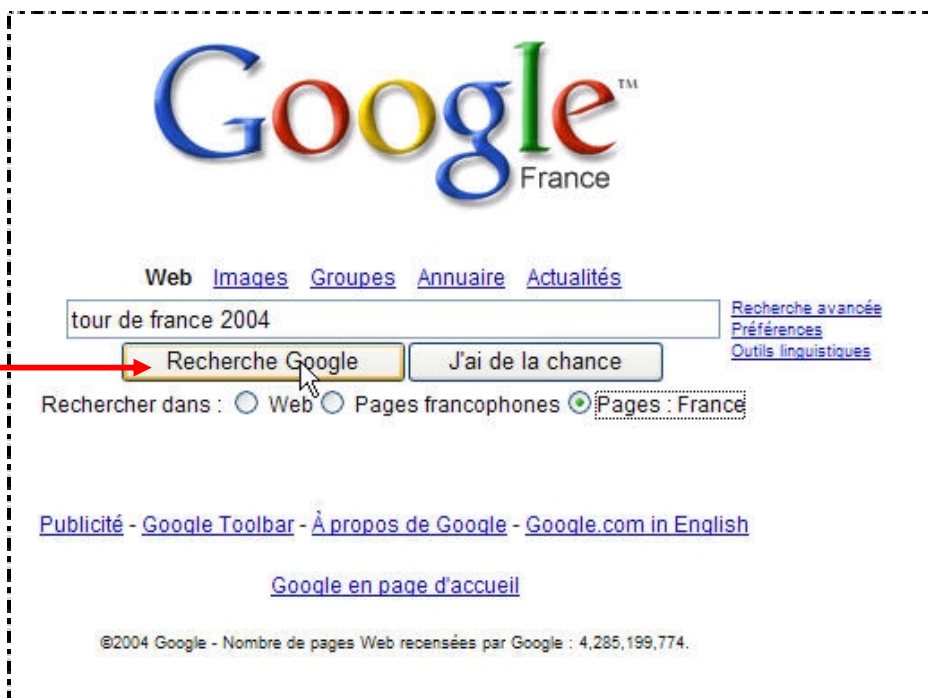 Google™
France
Web Images Groupes Annuaire Actualités
tour de france 2004
Recherche avancée
Préférences
Outils linguistiques
Recherche Google J'ai de la chance
Rechercher dans : Web Pages francophones Pages : France
Publicité - Google Toolbar - À propos de Google - Google.com in English
Google en page d'accueil
©2004 Google - Nombre de pages Web recensées par Google : 4,285,199,774.